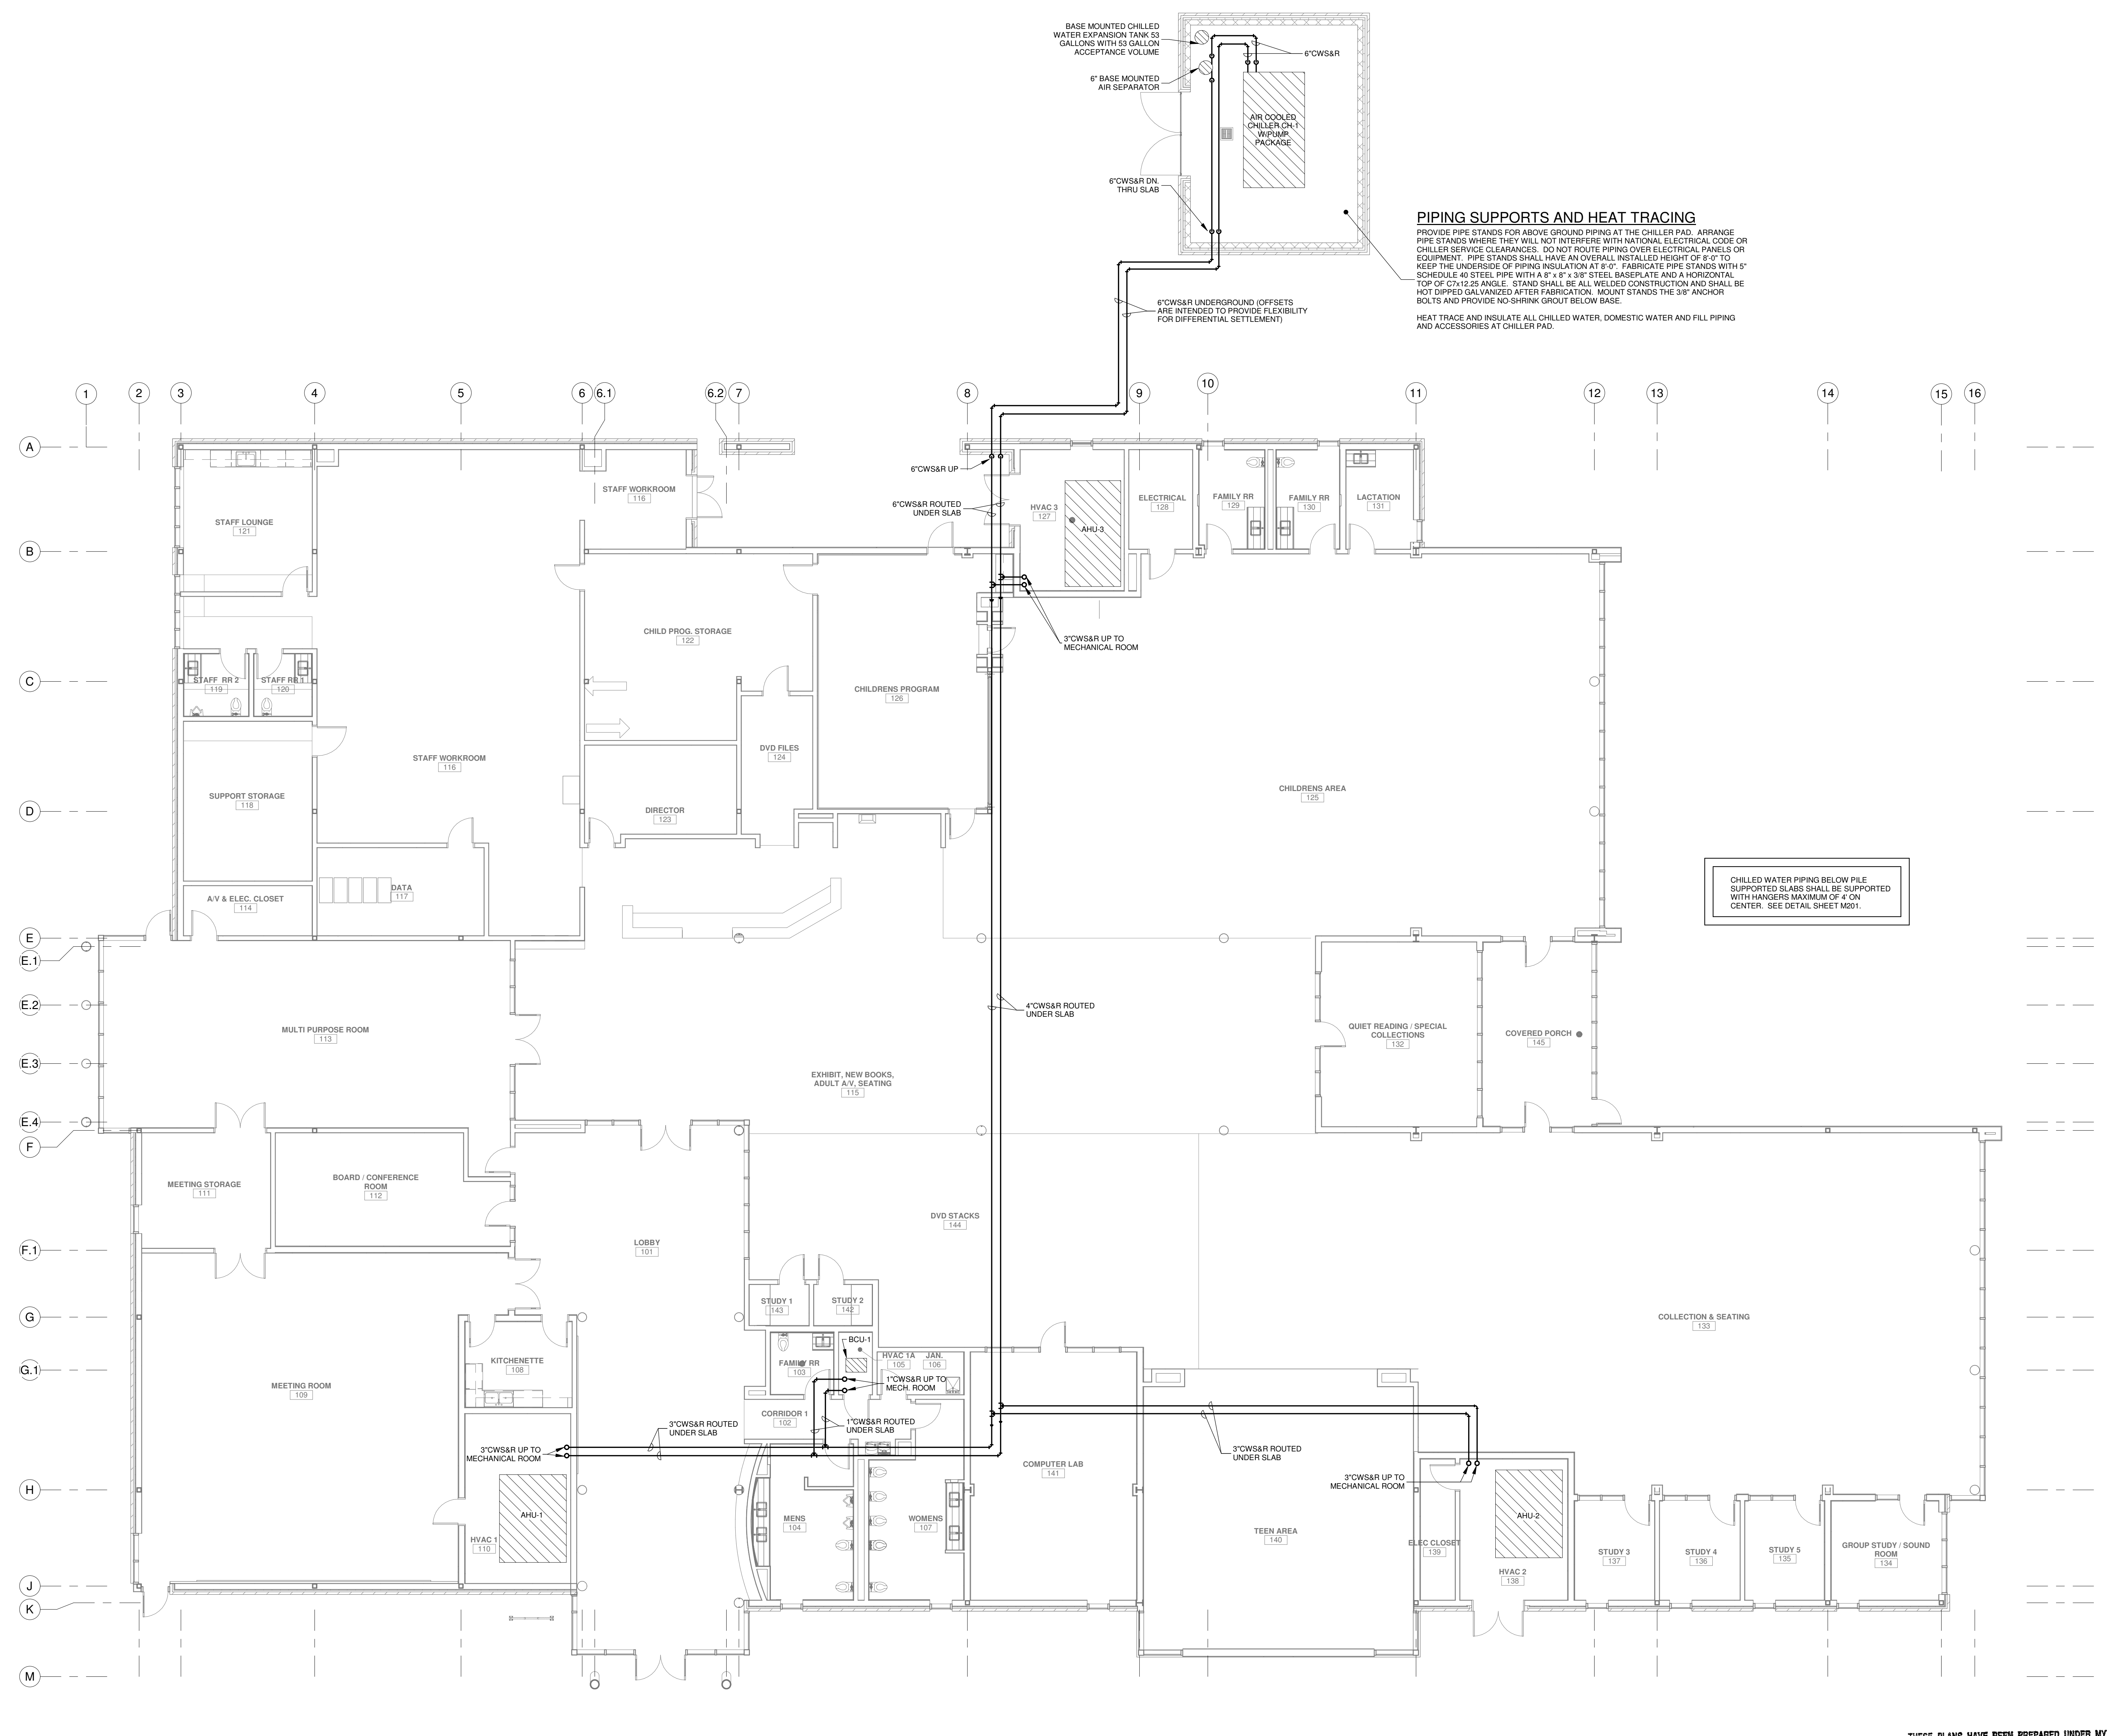 BASE MOUNTED CHILLED
WATER EXPANSION TANK 53
GALLONS WITH 53 GALLON
ACCEPTANCE VOLUME
6"CWS&R
6" BASE MOUNTED
AIR SEPARATOR
AIR COOLED
CHILLER CH-1
W/PUMP
PACKAGE
6"CWS&R DN.
THRU SLAB
PIPING SUPPORTS AND HEAT TRACING
PROVIDE PIPE STANDS FOR ABOVE GROUND PIPING AT THE CHILLER PAD. ARRANGE
PIPE STANDS WHERE THEY WILL NOT INTERFERE WITH NATIONAL ELECTRICAL CODE OR
CHILLER SERVICE CLEARANCES. DO NOT ROUTE PIPING OVER ELECTRICAL PANELS OR
EQUIPMENT. PIPE STANDS SHALL HAVE AN OVERALL INSTALLED HEIGHT OF 8'-0" TO
KEEP THE UNDERSIDE OF PIPING INSULATION AT 8'-0". FABRICATE PIPE STANDS WITH 5"
SCHEDULE 40 STEEL PIPE WITH A 8" x 8" x 3/8" STEEL BASEPLATE AND A HORIZONTAL
TOP OF C7x12.25 ANGLE. STAND SHALL BE ALL WELDED CONSTRUCTION AND SHALL BE
HOT DIPPED GALVANIZED AFTER FABRICATION. MOUNT STANDS THE 3/8" ANCHOR
BOLTS AND PROVIDE NO-SHRINK GROUT BELOW BASE.
HEAT TRACE AND INSULATE ALL CHILLED WATER, DOMESTIC WATER AND FILL PIPING
AND ACCESSORIES AT CHILLER PAD.
6"CWS&R UNDERGROUND (OFFSETS
ARE INTENDED TO PROVIDE FLEXIBILITY
FOR DIFFERENTIAL SETTLEMENT)
1
2
3
4
5
6
6.1
6.2
7
8
9
10
11
12
13
14
15
16
A
B
C
D
E
E.1
E.2
E.3
E.4
F
F.1
G
G.1
H
J
K
M
6"CWS&R UP
6"CWS&R ROUTED
UNDER SLAB
STAFF WORKROOM
116
STAFF LOUNGE
121
HVAC 3
127
AHU-3
ELECTRICAL
128
FAMILY RR
129
FAMILY RR
130
LACTATION
131
3"CWS&R UP TO
MECHANICAL ROOM
CHILD PROG. STORAGE
122
STAFF RR 2
119
STAFF RR 1
120
CHILDRENS PROGRAM
126
DVD FILES
124
STAFF WORKROOM
116
SUPPORT STORAGE
118
DIRECTOR
123
CHILDRENS AREA
125
DATA
117
A/V & ELEC. CLOSET
114
CHILLED WATER PIPING BELOW PILE
SUPPORTED SLABS SHALL BE SUPPORTED
WITH HANGERS MAXIMUM OF 4' ON
CENTER. SEE DETAIL SHEET M201.
4"CWS&R ROUTED
UNDER SLAB
MULTI PURPOSE ROOM
113
QUIET READING / SPECIAL
COLLECTIONS
132
COVERED PORCH
145
EXHIBIT, NEW BOOKS,
ADULT A/V, SEATING
115
MEETING STORAGE
111
BOARD / CONFERENCE
ROOM
112
LOBBY
101
DVD STACKS
144
STUDY 1
143
STUDY 2
142
COLLECTION & SEATING
133
BCU-1
KITCHENETTE
108
FAMILY RR
103
HVAC 1A
105
JAN.
106
MEETING ROOM
109
1"CWS&R UP TO
MECH. ROOM
CORRIDOR 1
102
1"CWS&R ROUTED
UNDER SLAB
3"CWS&R ROUTED
UNDER SLAB
3"CWS&R UP TO
MECHANICAL ROOM
3"CWS&R ROUTED
UNDER SLAB
3"CWS&R UP TO
MECHANICAL ROOM
COMPUTER LAB
141
AHU-1
HVAC 1
110
MENS
104
WOMENS
107
TEEN AREA
140
ELEC CLOSET
139
AHU-2
HVAC 2
138
STUDY 3
137
STUDY 4
136
STUDY 5
135
GROUP STUDY / SOUND
ROOM
134
THESE PLANS HAVE BEEN PREPARED UNDER MY